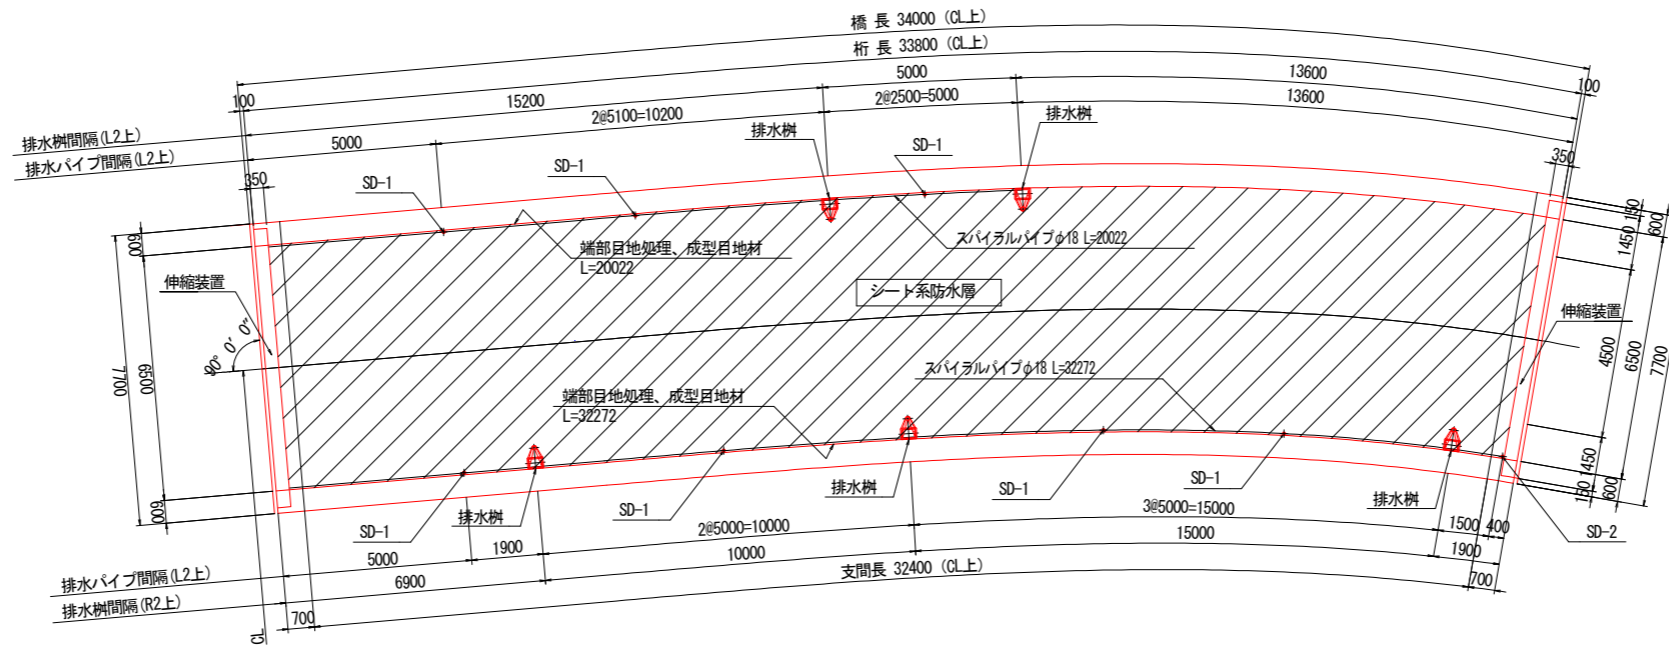 橋 長 34000 (CL上)
桁 長 33800 (CL上)
100
15200
5000
13600
100
2@5100=10200
2@2500=5000
13600
排水桝間隔(L2上)
排水パイプ間隔(L2上)
5000
排水桝
排水桝
350
SD-1
SD-1
SD-1
350
150
600
1450
600
端部目地処理、成型目地材
L=20022
スパイラルパイプφ18 L=20022
伸縮装置
シート系防水層
伸縮装置
90° 0' 0"
7700
6500
4500
6500
7700
スパイラルパイプφ18 L=32272
端部目地処理、成型目地材
L=32272
600
1450
150
600
SD-1
排水桝
SD-1
排水桝
SD-1
SD-1
排水桝
SD-2
5000
1900
2@5000=10000
3@5000=15000
1500
400
排水パイプ間隔(L2上)
6900
10000
15000
1900
排水桝間隔(R2上)
700
支間長 32400 (CL上)
700
CL